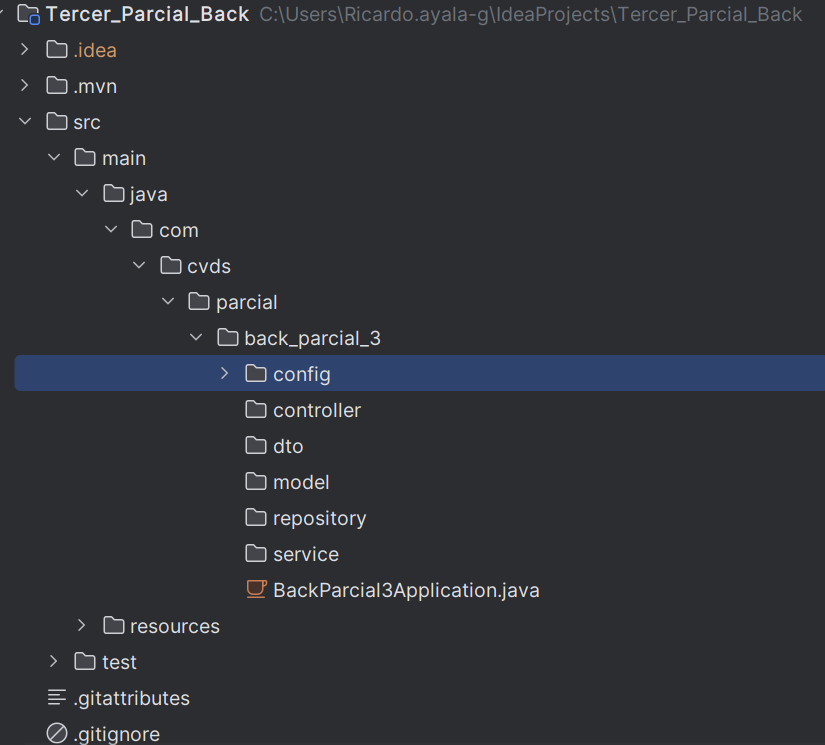 Tercer_Parcial_Back C:\Users\Ricardo.ayala-g\IdeaProjects\Tercer_Parcial_Back
.idea
.mvn
src
main
java
com
cvds
parcial
back_parcial_3
config
controller
dto
model
repository
service
BackParcial3Application.java
resources
test
.gitattributes
.gitignore